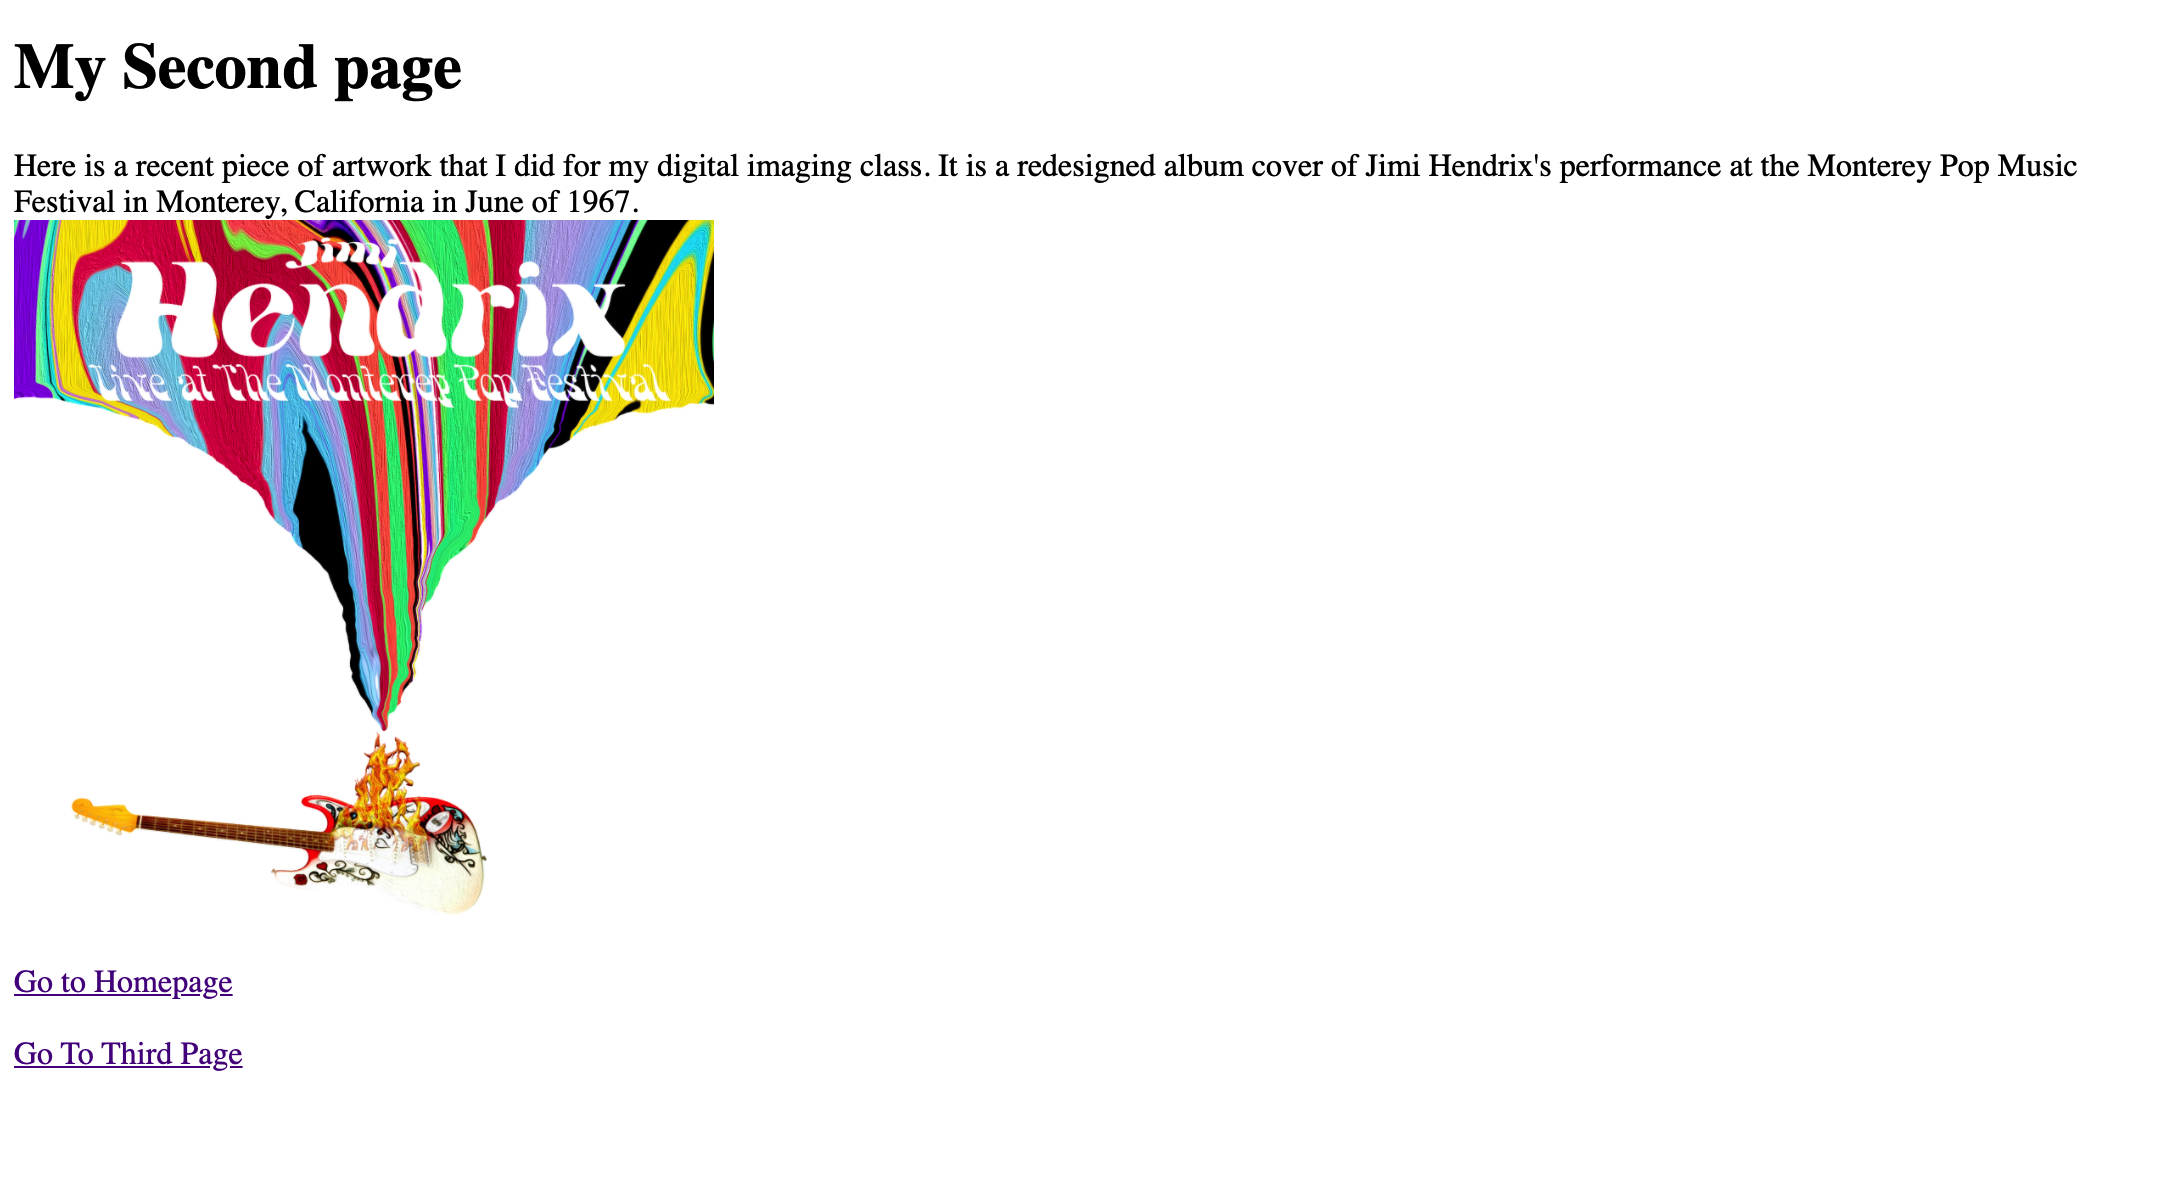 My Second page
Here is a recent piece of artwork that I did for my digital imaging class. It is a redesigned album cover of Jimi Hendrix's performance at the Monterey Pop Music
Festival in Monterey, California in June of 1967.
Jimi
Hendrix
Live at The Monterey Pop Festival
Go to Homepage
Go To Third Page